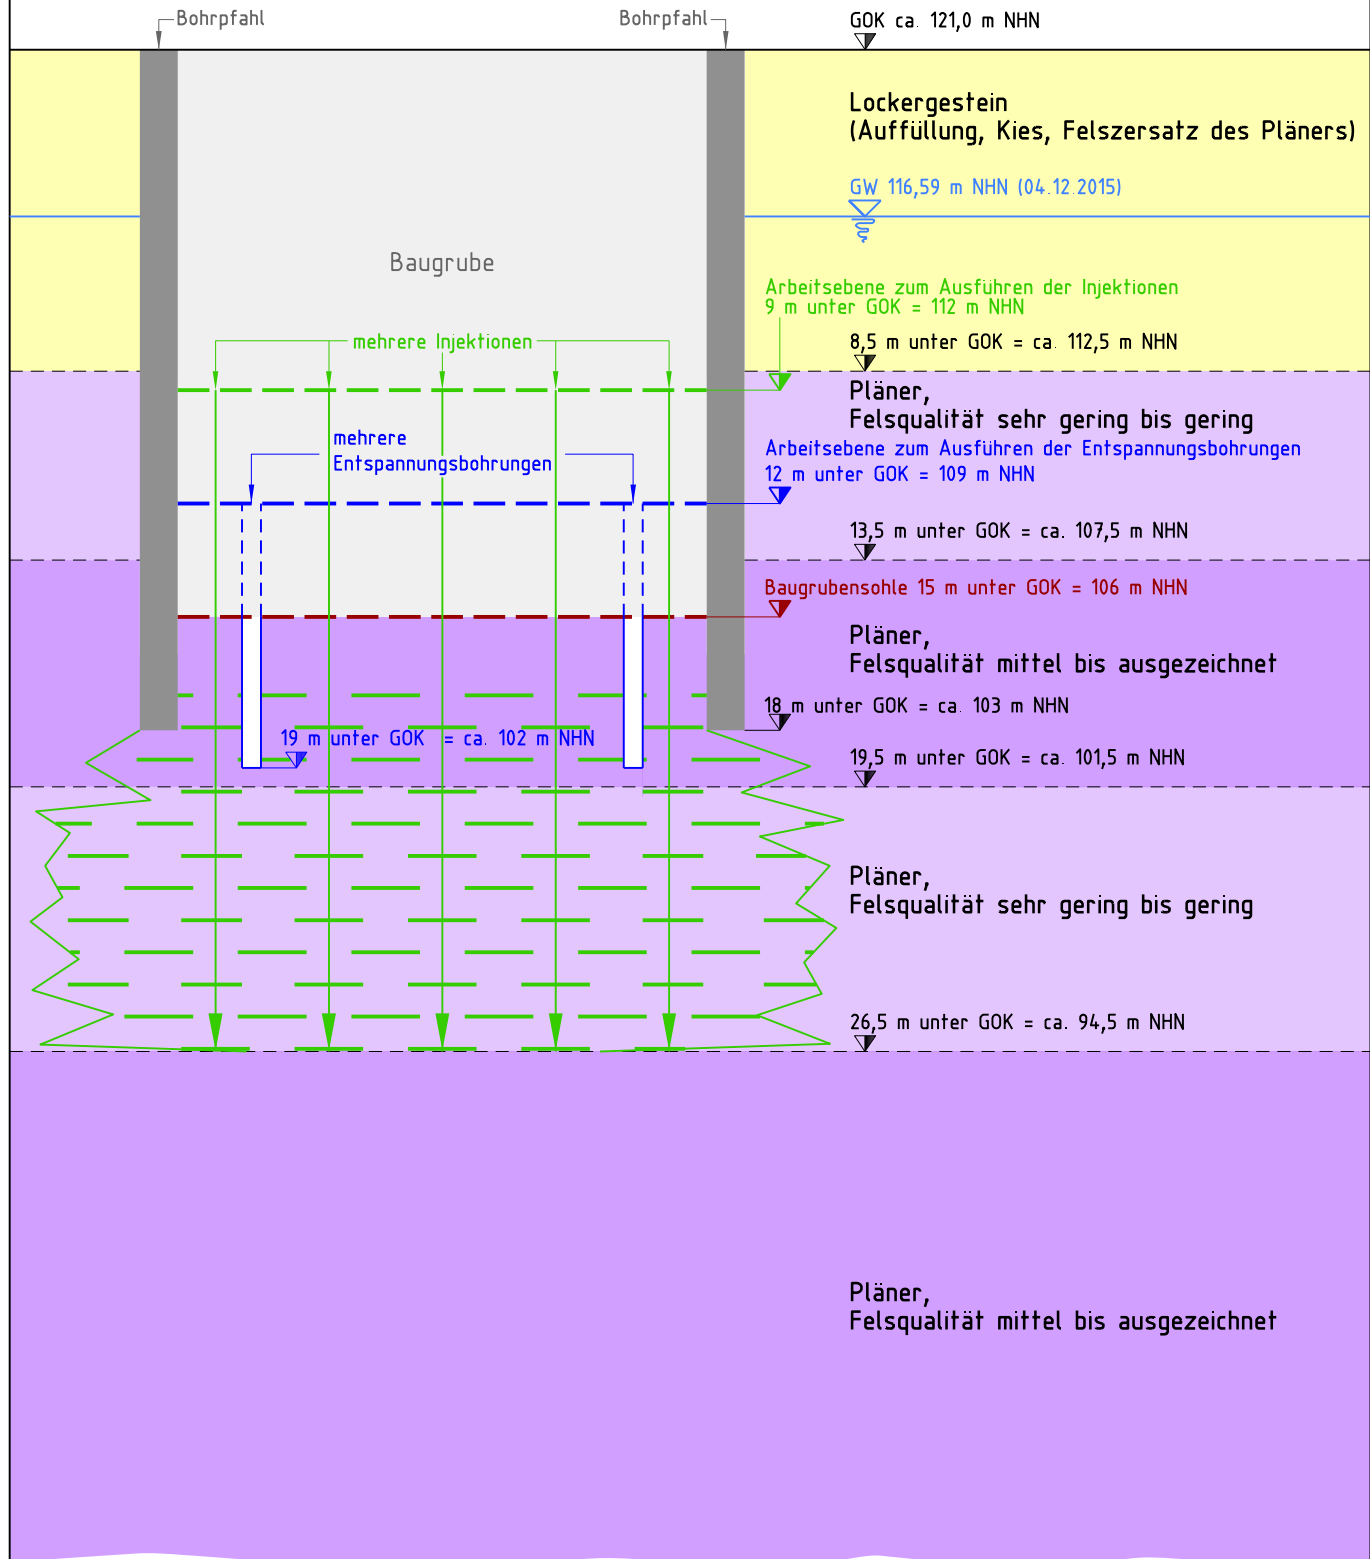 Bohrpfahl
Bohrpfahl
GOK ca. 121,0 m NHN
Lockergestein
(Auffüllung, Kies, Felszersatz des Pläners)
GW 116,59 m NHN (04.12.2015)
Baugrube
Arbeitsebene zum Ausführen der Injektionen
9 m unter GOK = 112 m NHN
mehrere Injektionen
8,5 m unter GOK = ca. 112,5 m NHN
Pläner,
Felsqualität sehr gering bis gering
mehrere
Entspannungsbohrungen
Arbeitsebene zum Ausführen der Entspannungsbohrungen
12 m unter GOK = 109 m NHN
13,5 m unter GOK = ca. 107,5 m NHN
Baugrubensohle 15 m unter GOK = 106 m NHN
Pläner,
Felsqualität mittel bis ausgezeichnet
18 m unter GOK = ca. 103 m NHN
19 m unter GOK = ca. 102 m NHN
19,5 m unter GOK = ca. 101,5 m NHN
Pläner,
Felsqualität sehr gering bis gering
26,5 m unter GOK = ca. 94,5 m NHN
Pläner,
Felsqualität mittel bis ausgezeichnet